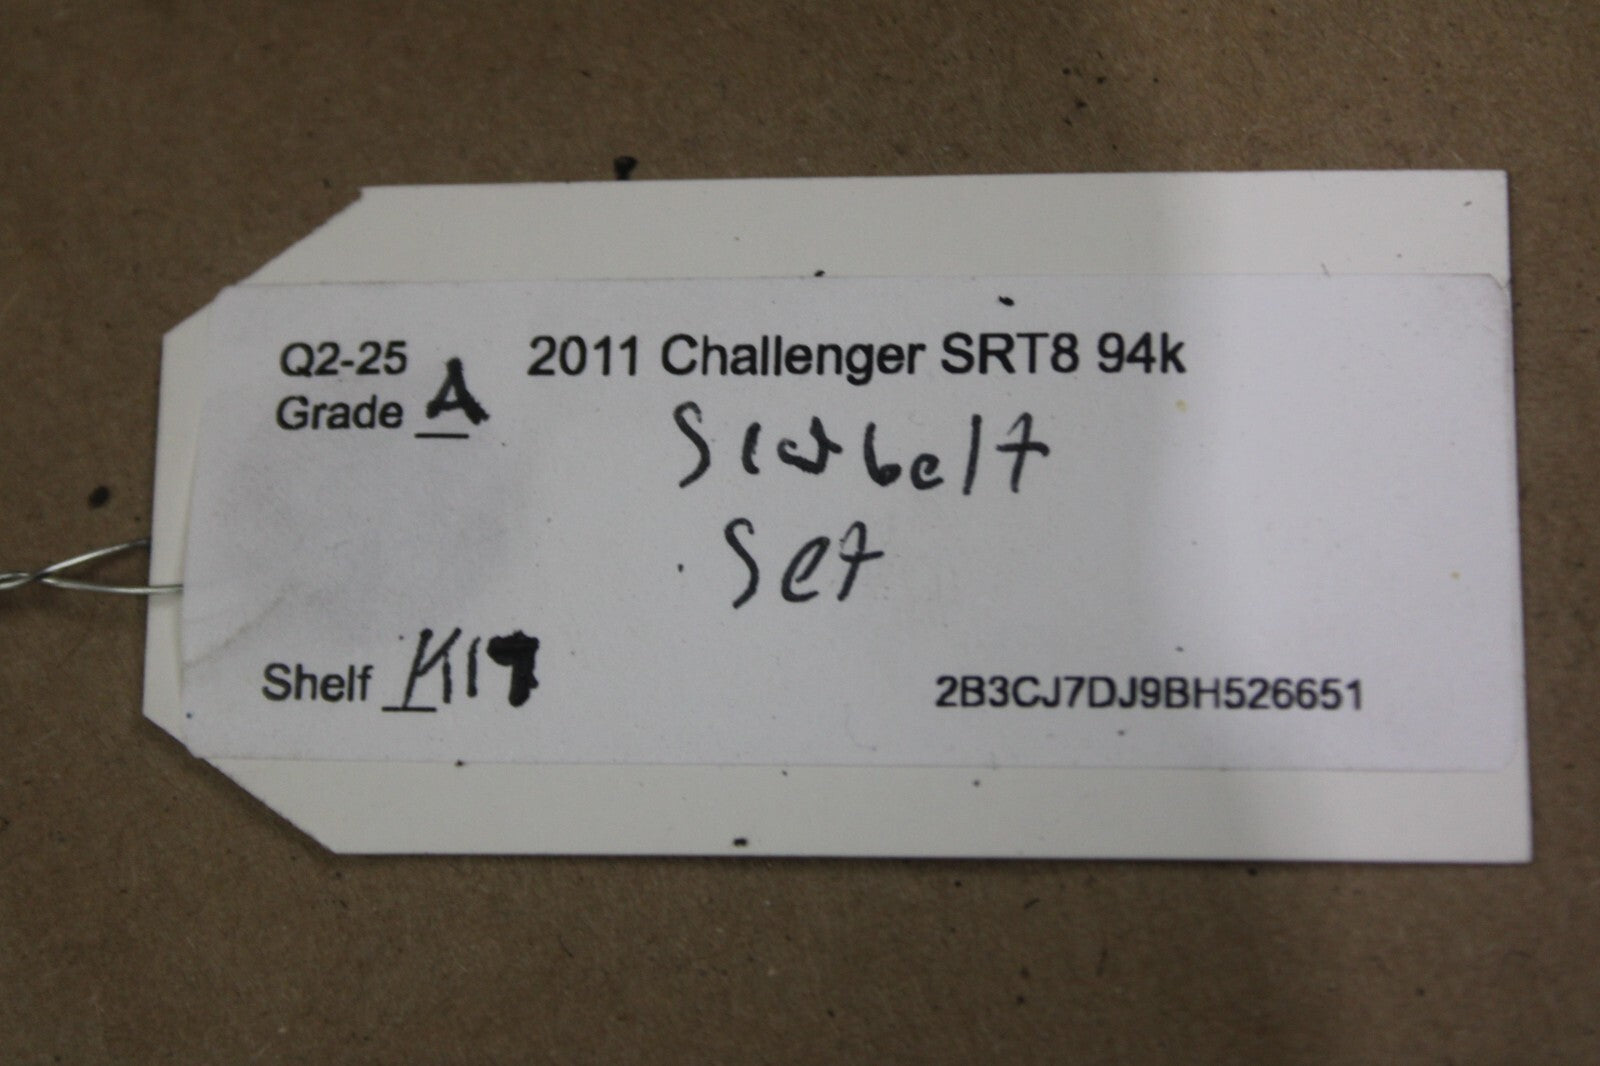 Q2-25
2011 Challenger SRT8 94k
Grade A
Seatbelt
Set
Shelf K17
2B3CJ7DJ9BH526651